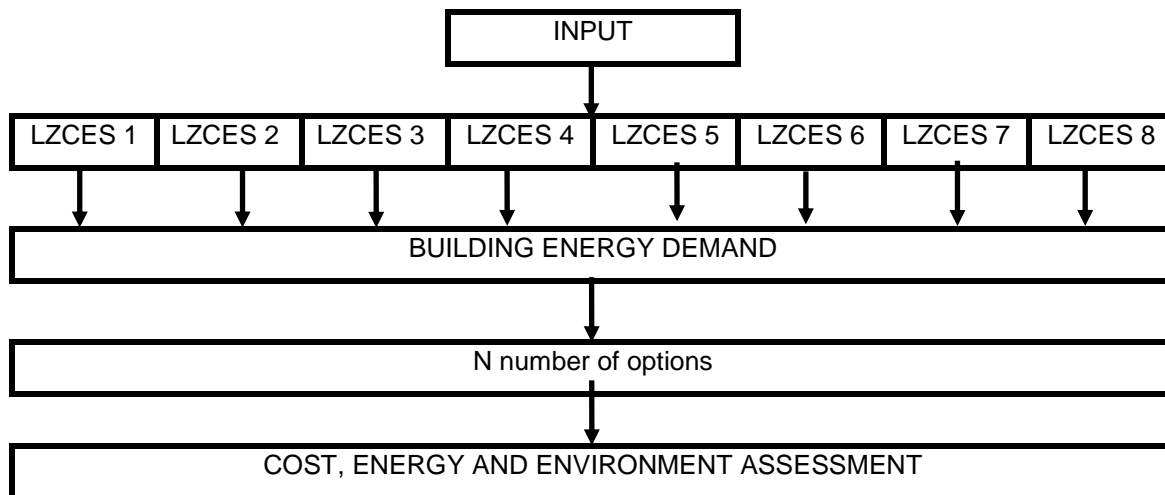 INPUT
LZCES 1 LZCES 2 LZCES 3 LZCES 4 LZCES 5 LZCES 6 LZCES 7 LZCES 8
BUILDING ENERGY DEMAND
N number of options
COST, ENERGY AND ENVIRONMENT ASSESSMENT